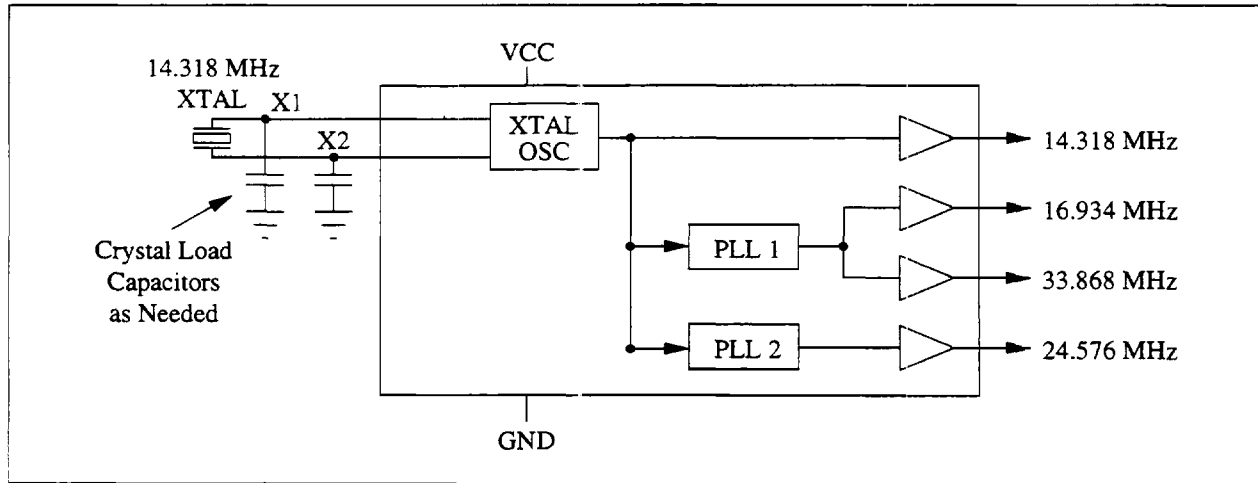 VCC
14.318 MHz
XTAL
X1
X2
XTAL
OSC
14.318 MHz
16.934 MHz
PLL 1
33.868 MHz
Crystal Load
Capacitors
as Needed
PLL 2
24.576 MHz
GND